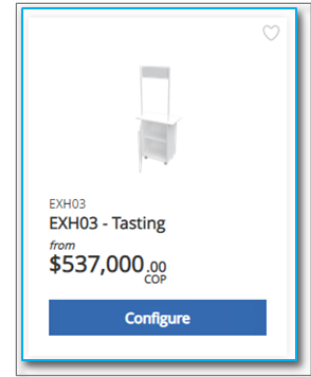 EXH03
EXH03 - Tasting
from
$537,000.00
COP
Configure